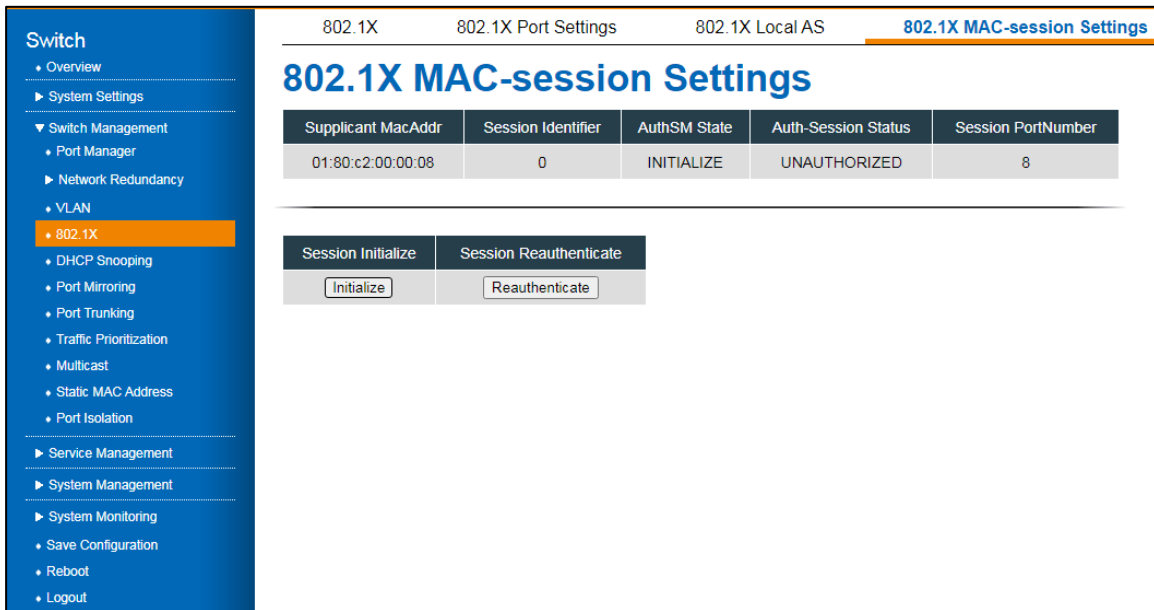 Switch
Overview
System Settings
Switch Management
Port Manager
Network Redundancy
VLAN
802.1X
DHCP Snooping
Port Mirroring
Port Trunking
Traffic Prioritization
Multicast
Static MAC Address
Port Isolation
Service Management
System Management
System Monitoring
Save Configuration
Reboot
Logout
802.1X 802.1X Port Settings 802.1X Local AS 802.1X MAC-session Settings
802.1X MAC-session Settings
Supplicant MacAddr Session Identifier AuthSM State Auth-Session Status Session PortNumber
01:80:c2:00:00:08 0 INITIALIZE UNAUTHORIZED 8
Session Initialize Session Reauthenticate
Initialize Reauthenticate